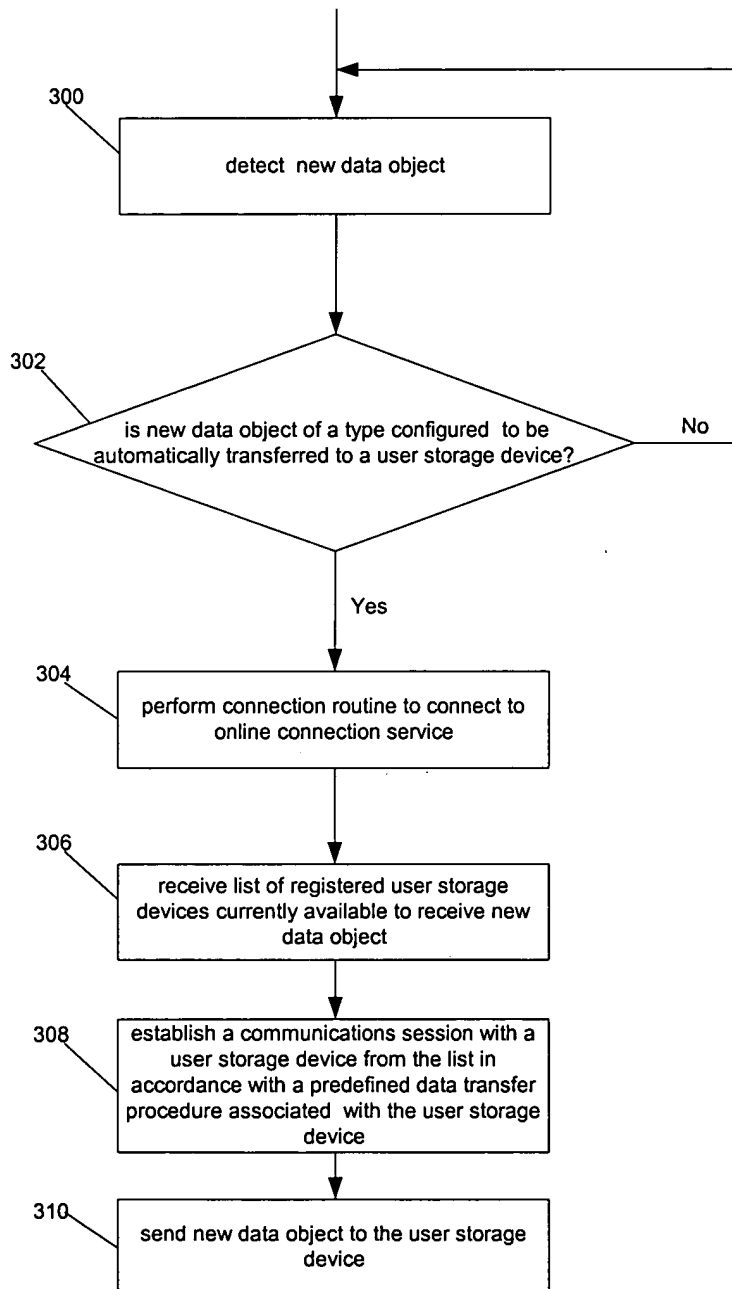 300
detect new data object
302
is new data object of a type configured to be
automatically transferred to a user storage device?
No
Yes
304
perform connection routine to connect to
online connection service
306
receive list of registered user storage
devices currently available to receive new
data object
308
establish a communications session with a
user storage device from the list in
accordance with a predefined data transfer
procedure associated with the user storage
device
310
send new data object to the user storage
device